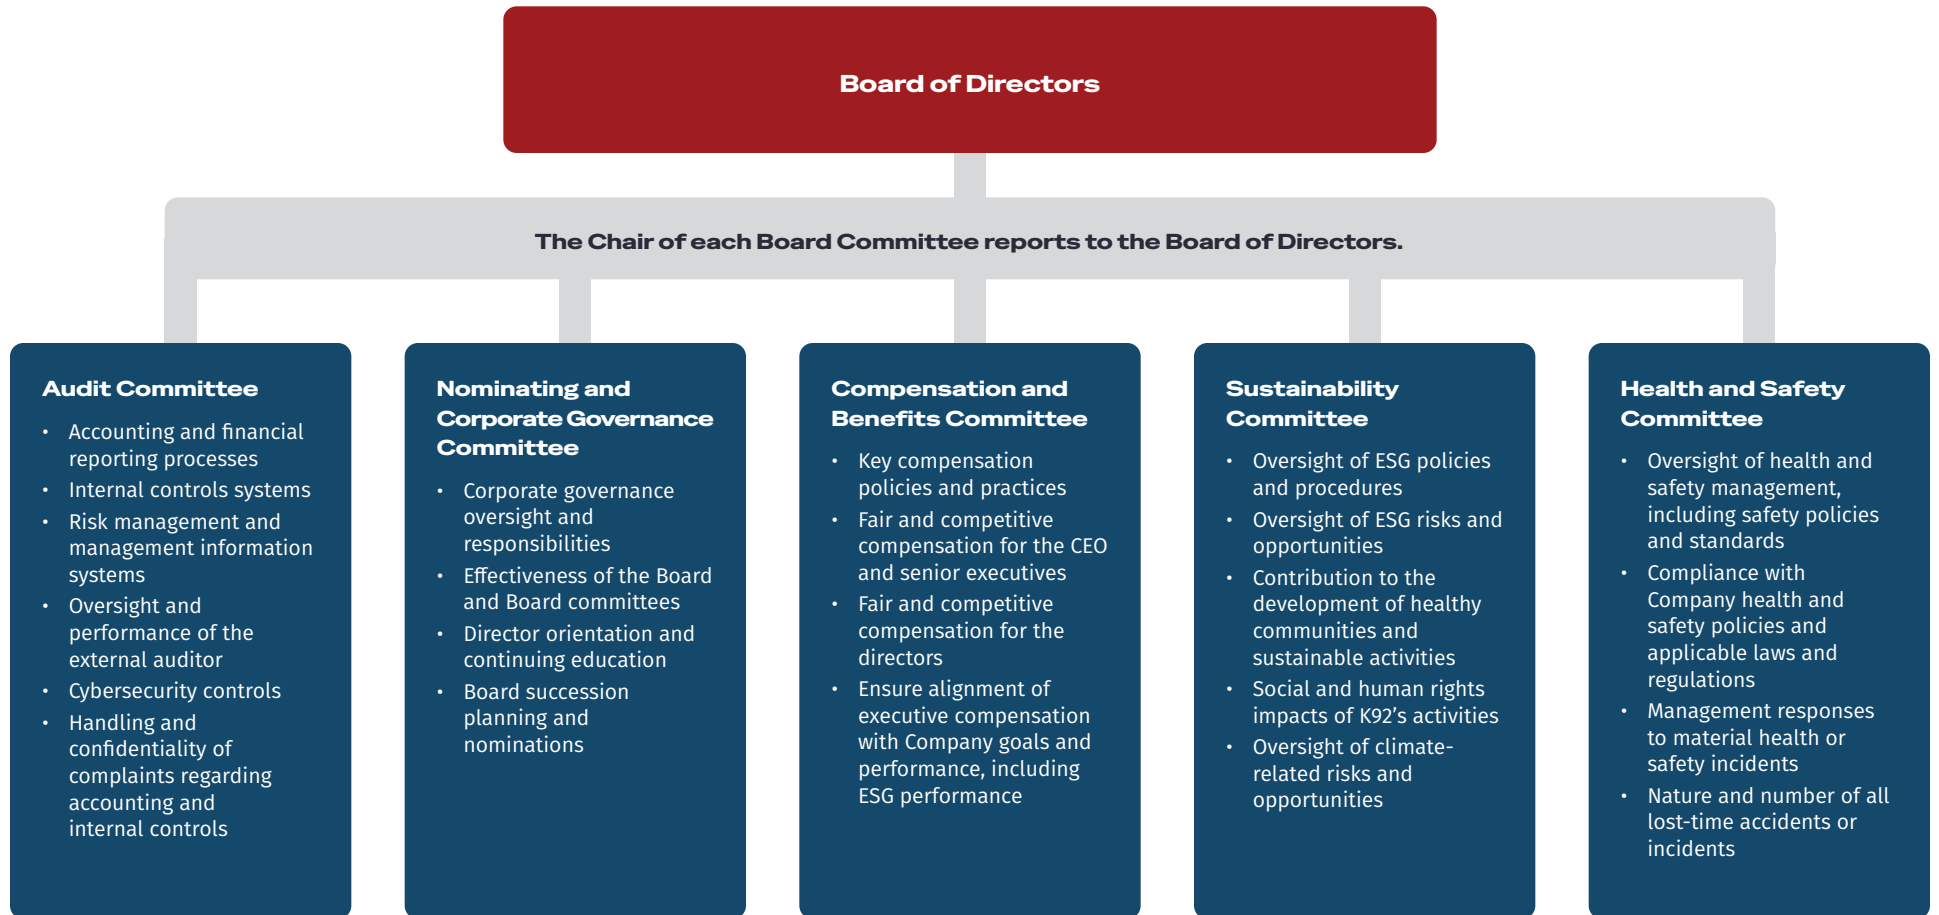 Board of Directors
The Chair of each Board Committee reports to the Board of Directors.
Audit Committee
• Accounting and financial
reporting processes
• Internal controls systems
• Risk management and
management information
systems
• Oversight and
performance of the
external auditor
• Cybersecurity controls
• Handling and
confidentiality of
complaints regarding
accounting and
internal controls
Nominating and
Corporate Governance
Committee
• Corporate governance
oversight and
responsibilities
• Effectiveness of the Board
and Board committees
• Director orientation and
continuing education
• Board succession
planning and
nominations
Compensation and
Benefits Committee
• Key compensation
policies and practices
• Fair and competitive
compensation for the CEO
and senior executives
• Fair and competitive
compensation for the
directors
• Ensure alignment of
executive compensation
with Company goals and
performance, including
ESG performance
Sustainability
Committee
• Oversight of ESG policies
and procedures
• Oversight of ESG risks and
opportunities
• Contribution to the
development of healthy
communities and
sustainable activities
• Social and human rights
impacts of K92’s activities
• Oversight of climate-
related risks and
opportunities
Health and Safety
Committee
• Oversight of health and
safety management,
including safety policies
and standards
• Compliance with
Company health and
safety policies and
applicable laws and
regulations
• Management responses
to material health or
safety incidents
• Nature and number of all
lost-time accidents or
incidents